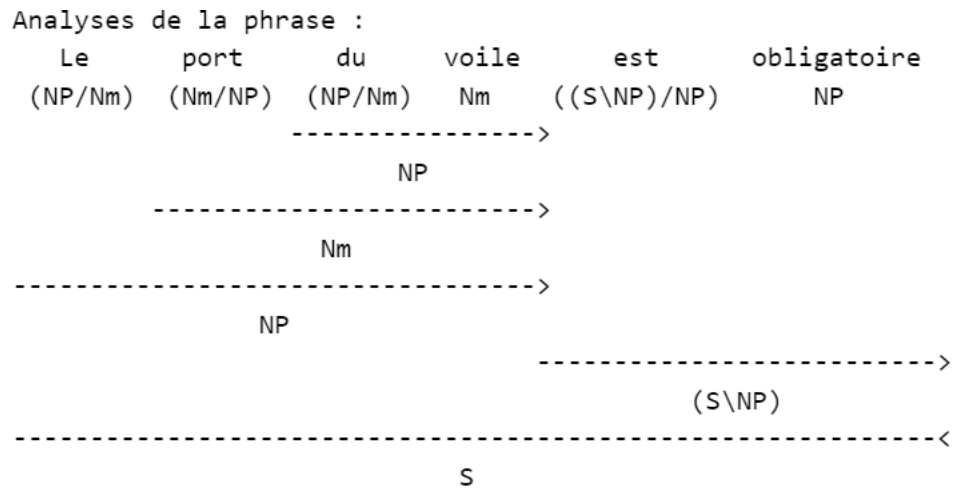 Analyses de la phrase :
Le port du voile est obligatoire
(NP/Nm) (Nm/NP) (NP/Nm) Nm ((S\NP)/NP) NP
---------------->
NP
------------------------->
Nm
---------------------------------->
NP
-------------------------->
(S\NP)
------------------------------------------------------------<
S